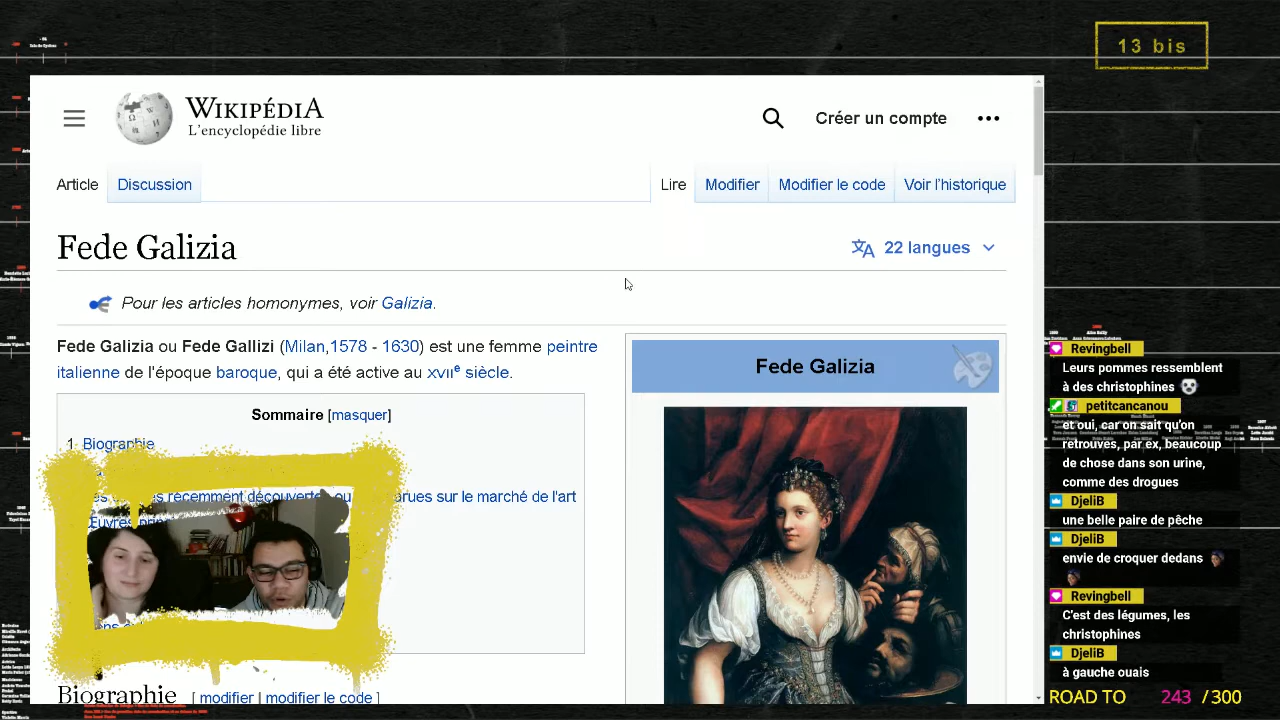 13 bis
WIKIPÉDIA
L'encyclopédie libre
Créer un compte
Article
Discussion
Lire
Modifier
Modifier le code
Voir l'historique
Fede Galizia
22 langues
Pour les articles homonymes, voir Galizia.
Fede Galizia ou Fede Gallizi (Milan,1578 - 1630) est une femme peintre
italienne de l'époque baroque, qui a été active au XVIIe siècle.
Fede Galizia
Sommaire [masquer]
1 Biographie
récemment
sur le marché de l'art
Biographie [ modifier | modifier le code ]
Revingbell
Leurs pommes ressemblent
à des christophines
petitcancanou
et oui, car on sait qu'on
retrouves, par ex, beaucoup
de chose dans son urine,
comme des drogues
DjeliB
une belle paire de pêche
DjeliB
envie de croquer dedans
Revingbell
C'est des légumes, les
christophines
DjeliB
à gauche ouais
ROAD TO 243 / 300